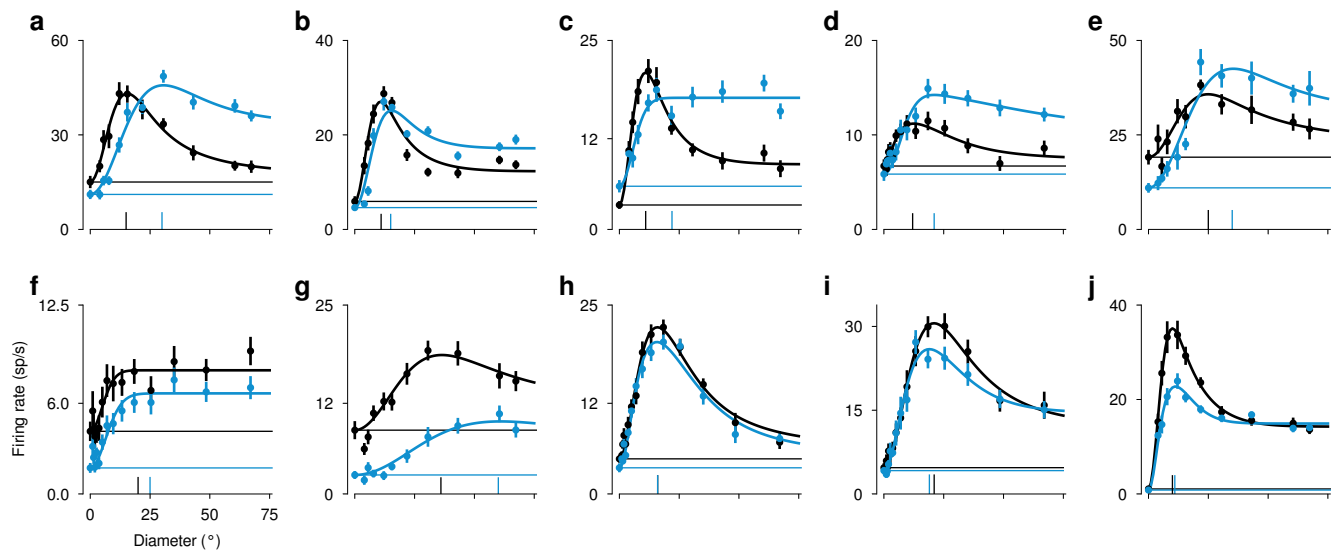 a b c d e
60 40 25 20 50
30 20 12 10 25
0 0 0 0 0
f g h i j
12.5 25 25 30 40
6.0 12 12 15 20
0.0 0 0 0 0
0 25 50 75
Firing rate (sp/s)
Diameter (°)